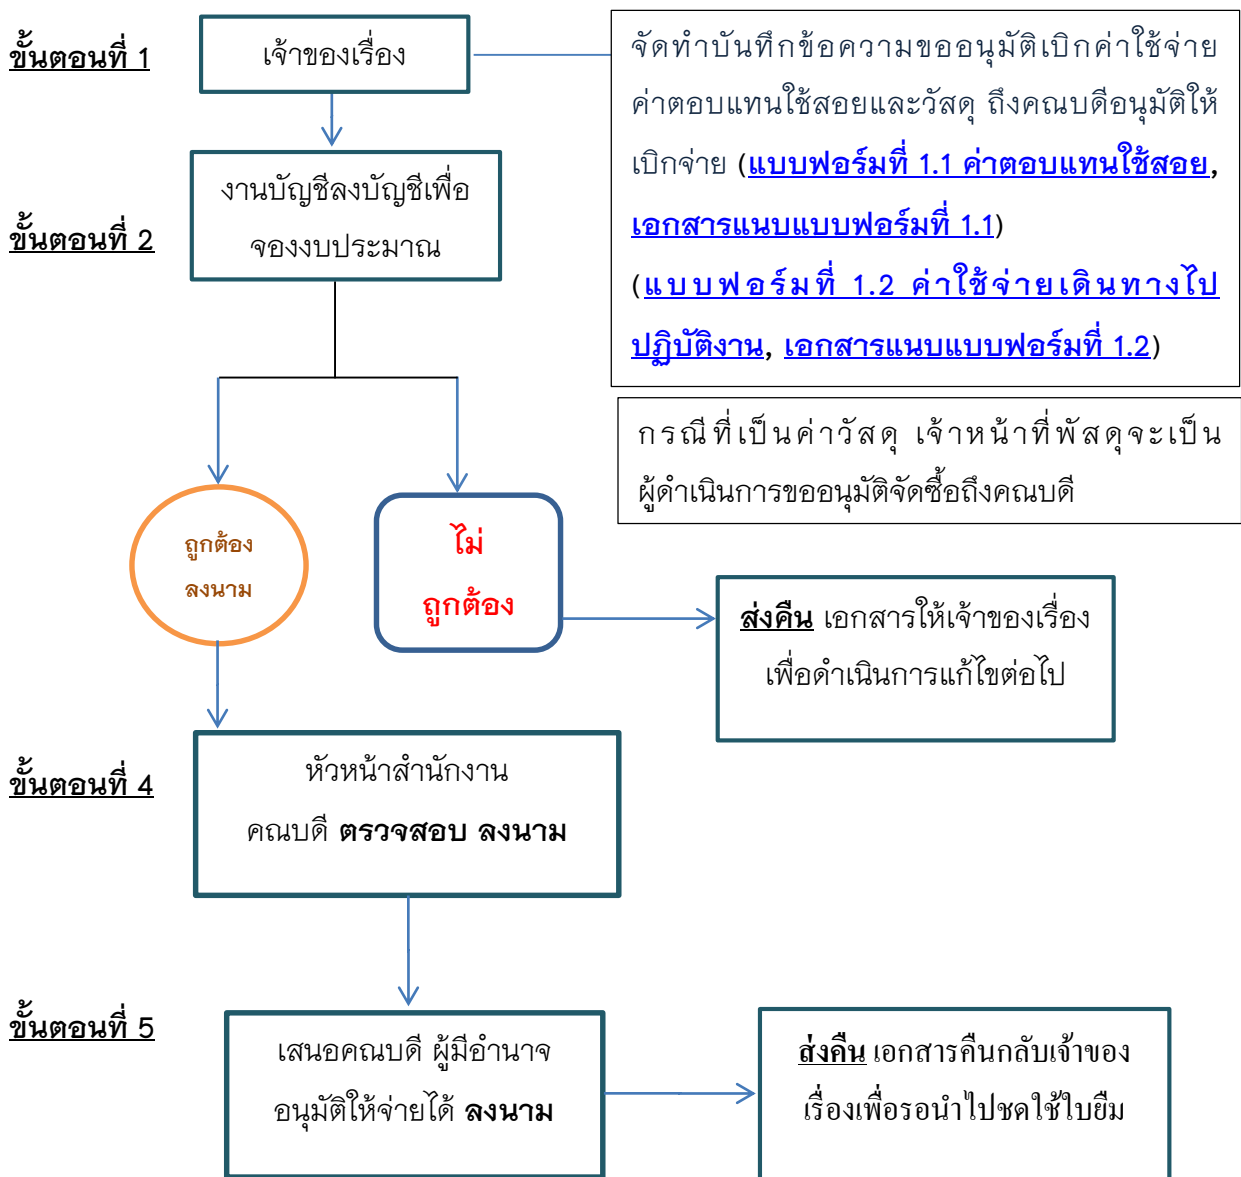 ขั้นตอนที่ 1
เจ้าของเรื่อง
จัดทำบันทึกข้อความขออนุมัติเบิกค่าใช้จ่าย
ค่าตอบแทนใช้สอยและวัสดุ ถึงคณบดีอนุมัติให้
เบิกจ่าย (แบบฟอร์มที่ 1.1 ค่าตอบแทนใช้สอย,
เอกสารแนบแบบฟอร์มที่ 1.1)
(แบบฟอร์มที่ 1.2 ค่าใช้จ่ายเดินทางไป
ปฏิบัติงาน, เอกสารแนบแบบฟอร์มที่ 1.2)
ขั้นตอนที่ 2
งานบัญชีลงบัญชีเพื่อ
จองงบประมาณ
กรณีที่เป็นค่าวัสดุ เจ้าหน้าที่พัสดุจะเป็น
ผู้ดำเนินการขออนุมัติจัดซื้อถึงคณบดี
ถูกต้อง
ลงนาม
ไม่
ถูกต้อง
ส่งคืน เอกสารให้เจ้าของเรื่อง
เพื่อดำเนินการแก้ไขต่อไป
ขั้นตอนที่ 4
หัวหน้าสำนักงาน
คณบดี ตรวจสอบ ลงนาม
ขั้นตอนที่ 5
เสนอคณบดี ผู้มีอำนาจ
อนุมัติให้จ่ายได้ ลงนาม
ส่งคืน เอกสารคืนกลับเจ้าของ
เรื่องเพื่อรอนำไปชดใช้ใบยืม